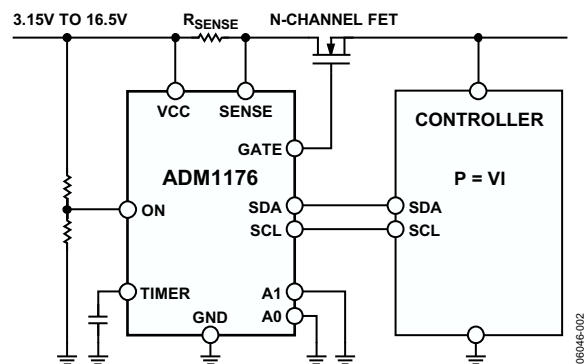 3.15V TO 16.5V
RSENSE
N-CHANNEL FET
VCC
SENSE
CONTROLLER
GATE
ADM1176
P = VI
ON
SDA
SDA
SCL
SCL
TIMER
A1
GND
A0
06046-002